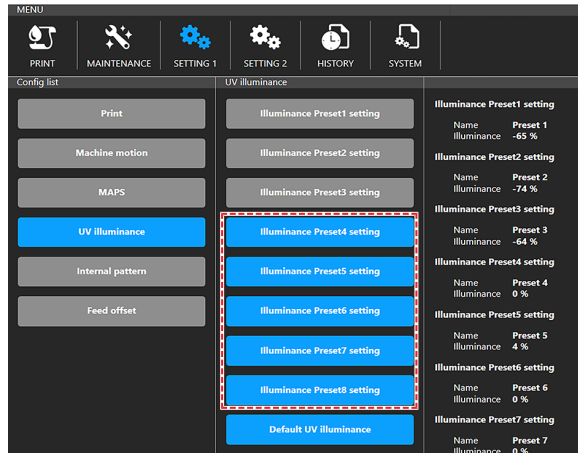 MENU
PRINT
MAINTENANCE
SETTING 1
SETTING 2
HISTORY
SYSTEM
Config list
Print
Machine motion
MAPS
UV illuminance
Internal pattern
Feed offset
UV illuminance
Illuminance Preset1 setting
Illuminance Preset2 setting
Illuminance Preset3 setting
Illuminance Preset4 setting
Illuminance Preset5 setting
Illuminance Preset6 setting
Illuminance Preset7 setting
Illuminance Preset8 setting
Default UV illuminance
Illuminance Preset1 setting
Name Preset 1
Illuminance -65 %
Illuminance Preset2 setting
Name Preset 2
Illuminance -74 %
Illuminance Preset3 setting
Name Preset 3
Illuminance -64 %
Illuminance Preset4 setting
Name Preset 4
Illuminance 0 %
Illuminance Preset5 setting
Name Preset 5
Illuminance 4 %
Illuminance Preset6 setting
Name Preset 6
Illuminance 0 %
Illuminance Preset7 setting
Name Preset 7
Illuminance 0 %